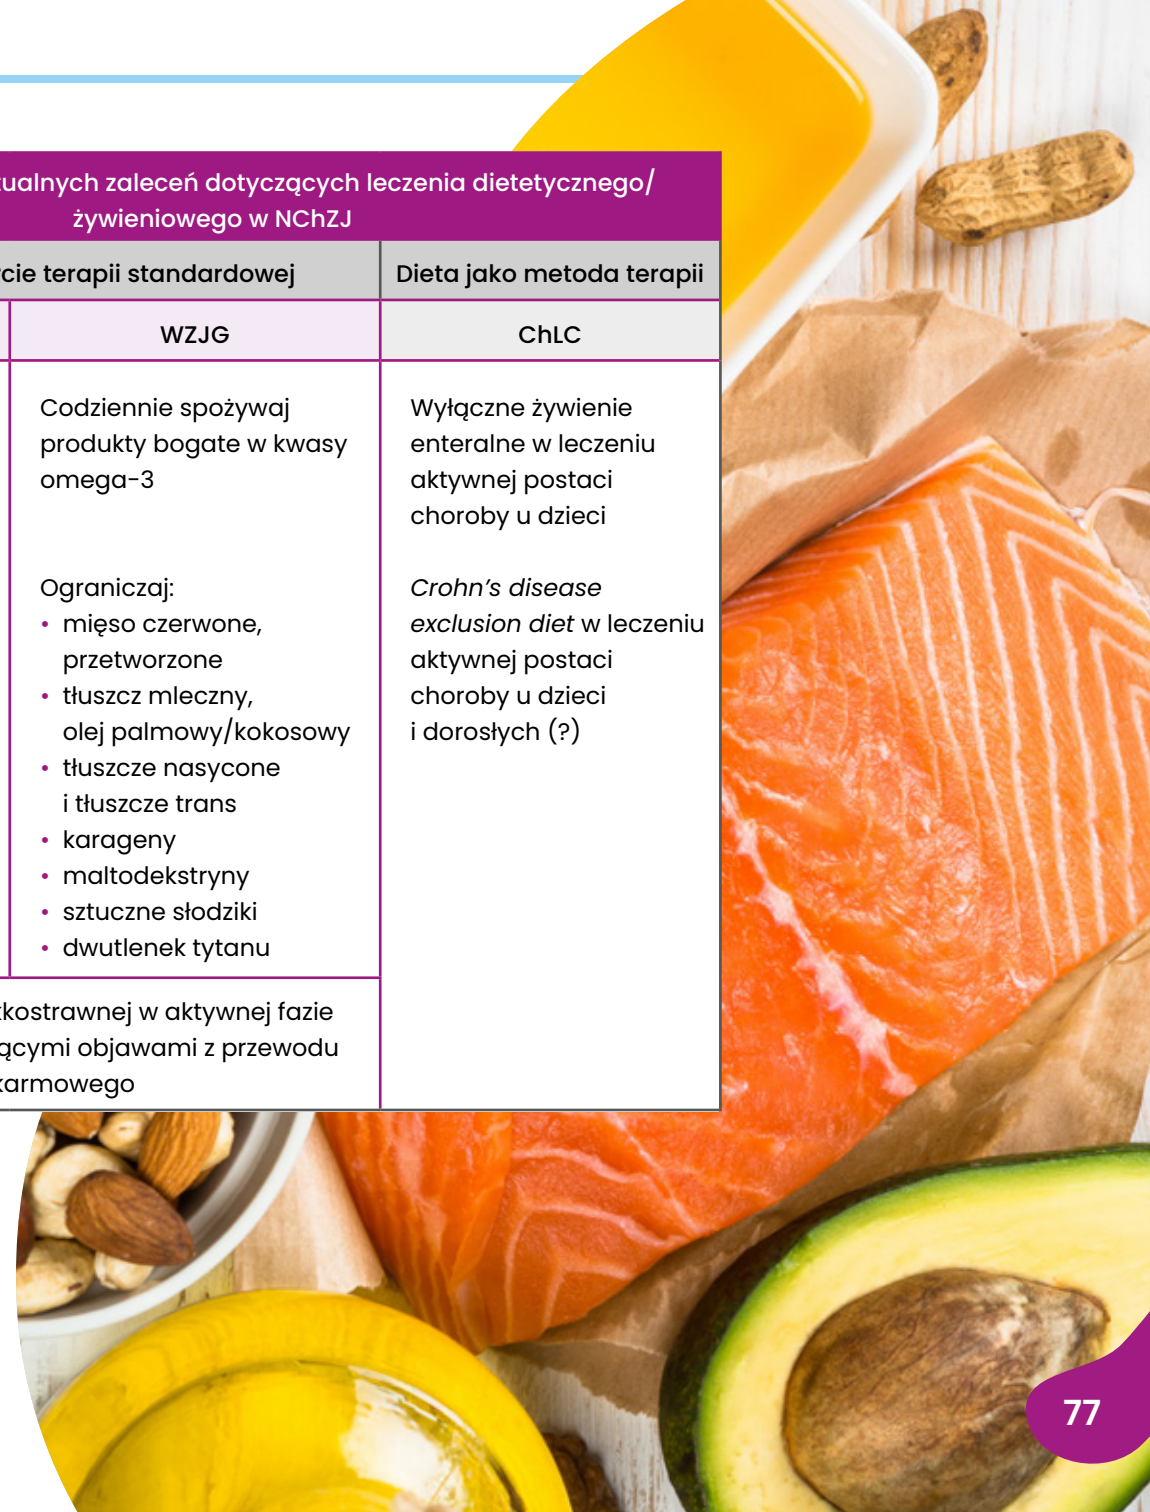 tualnych zaleceń dotyczących leczenia dietetycznego/
żywieniowego w NChZJ
cie terapii standardowej
Dieta jako metoda terapii
WZJG
ChLC
Codziennie spożywaj
produkty bogate w kwasy
omega-3
Ograniczaj:
• mięso czerwone,
przetworzone
• tłuszcz mleczny,
olej palmowy/kokosowy
• tłuszcze nasycone
i tłuszcze trans
• karageny
• maltodekstryny
• sztuczne słodziki
• dwutlenek tytanu
Wyłączne żywienie
enteralne w leczeniu
aktywnej postaci
choroby u dzieci
Crohn's disease
exclusion diet w leczeniu
aktywnej postaci
choroby u dzieci
i dorosłych (?)
kostrawnej w aktywnej fazie
ącymi objawami z przewodu
karmowego
77